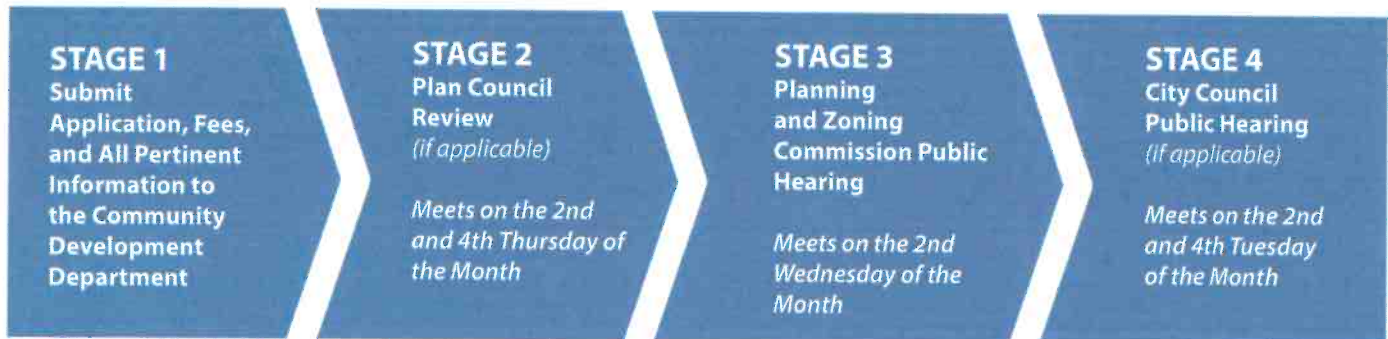 STAGE 1
Submit
Application, Fees,
and All Pertinent
Information to
the Community
Development
Department
STAGE 2
Plan Council
Review
(if applicable)
Meets on the 2nd
and 4th Thursday of
the Month
STAGE 3
Planning
and Zoning
Commission Public
Hearing
Meets on the 2nd
Wednesday of the
Month
STAGE 4
City Council
Public Hearing
(if applicable)
Meets on the 2nd
and 4th Tuesday
of the Month